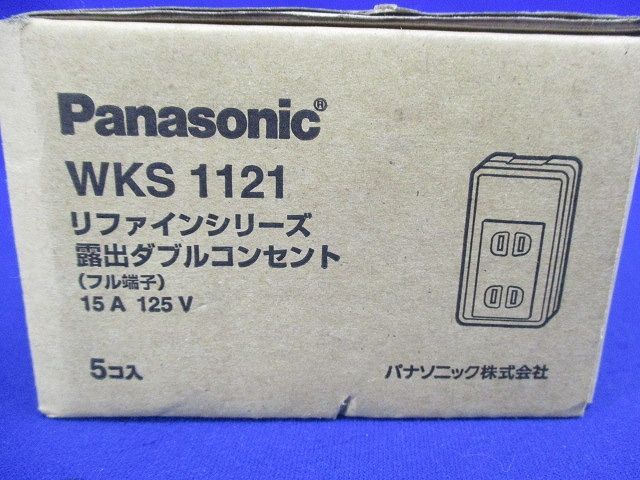 Panasonic®
WKS 1121
リファインシリーズ
露出ダブルコンセント
(フル端子)
15A 125V
5コ入
パナソニック株式会社